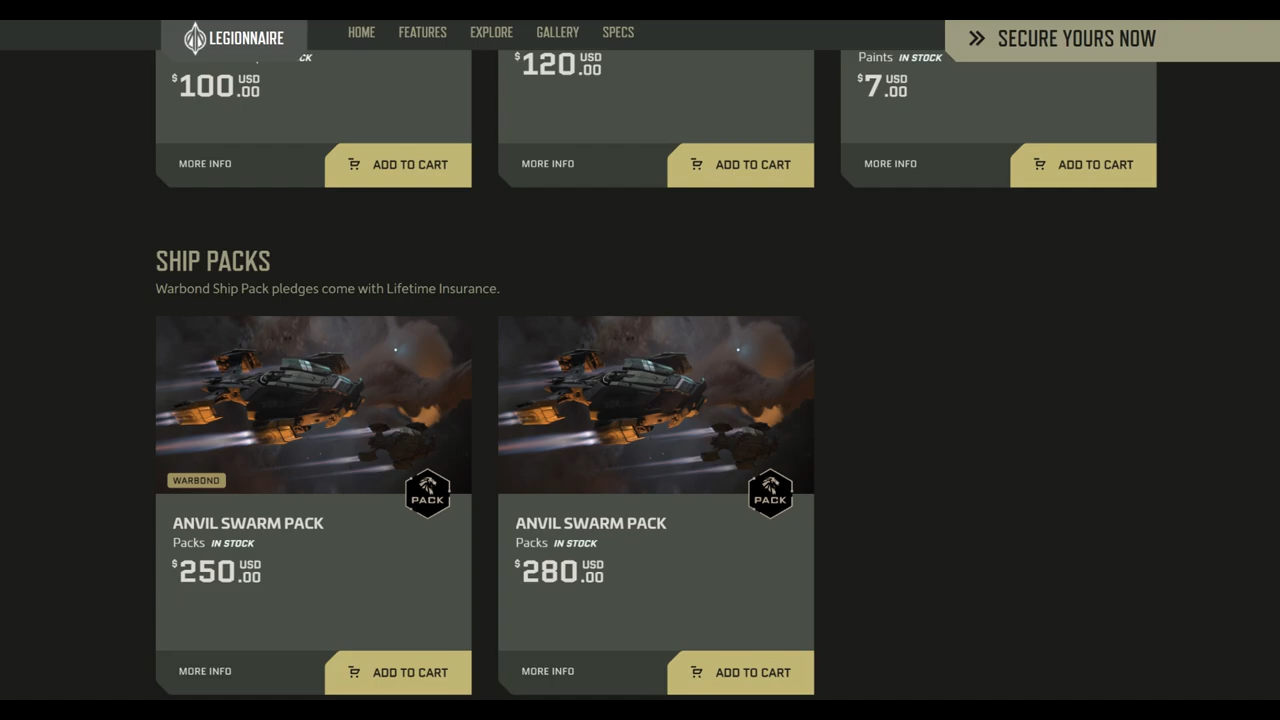 LEGIONNAIRE
HOME FEATURES EXPLORE GALLERY SPECS
SECURE YOURS NOW
$100 USD .00
$120 USD .00
Paints IN STOCK
$7 USD .00
MORE INFO ADD TO CART
MORE INFO ADD TO CART
MORE INFO ADD TO CART
SHIP PACKS
Warbond Ship Pack pledges come with Lifetime Insurance.
WARBOND
PACK
PACK
ANVIL SWARM PACK
Packs IN STOCK
$250 USD .00
ANVIL SWARM PACK
Packs IN STOCK
$280 USD .00
MORE INFO ADD TO CART
MORE INFO ADD TO CART